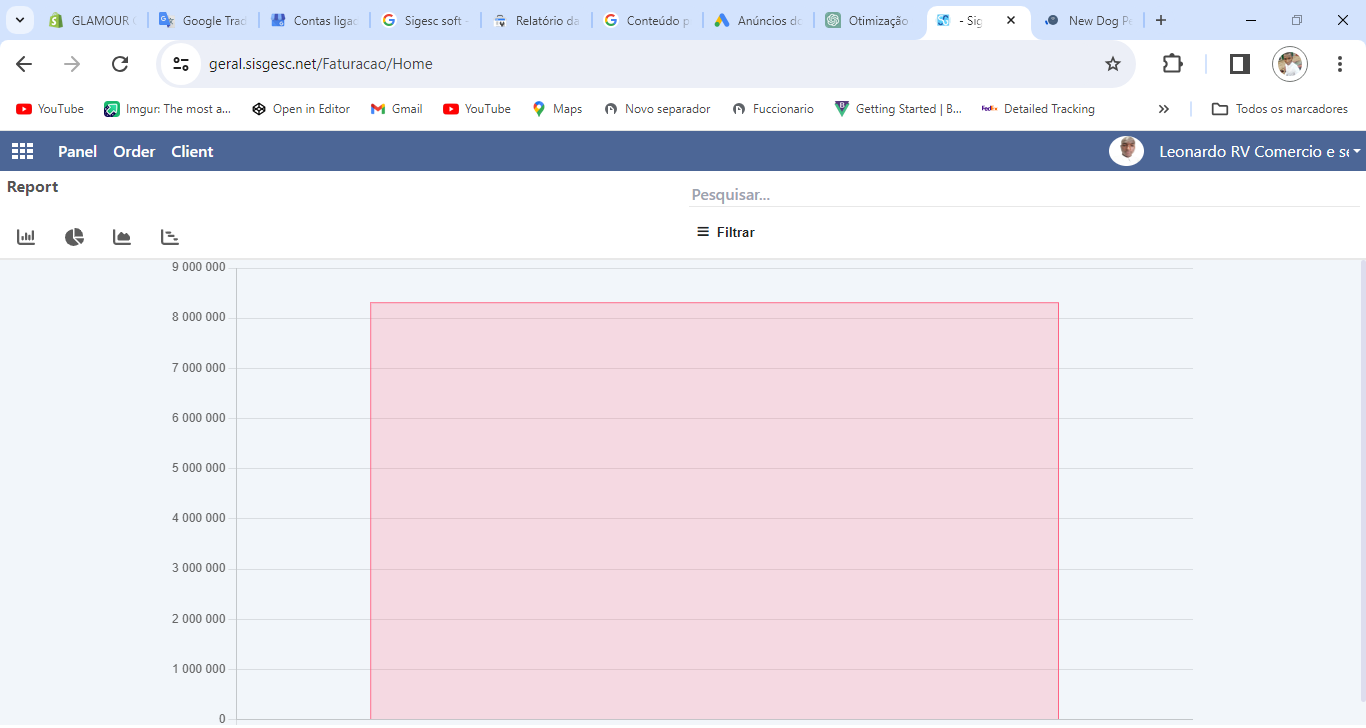 GLAMOUR
Google Trad
Contas ligac
Sigesc soft -
Relatório da
Conteúdo p
Anúncios do
Otimização
- Sig
New Dog Pe
geral.sisgesc.net/Faturacao/Home
YouTube
Imgur: The most a...
Open in Editor
Gmail
YouTube
Maps
Novo separador
Fuccionario
Getting Started | B...
FedEx
Detailed Tracking
Todos os marcadores
Panel
Order
Client
Leonardo RV Comercio e se
Report
Pesquisar...
Filtrar
9 000 000
8 000 000
7 000 000
6 000 000
5 000 000
4 000 000
3 000 000
2 000 000
1 000 000
0